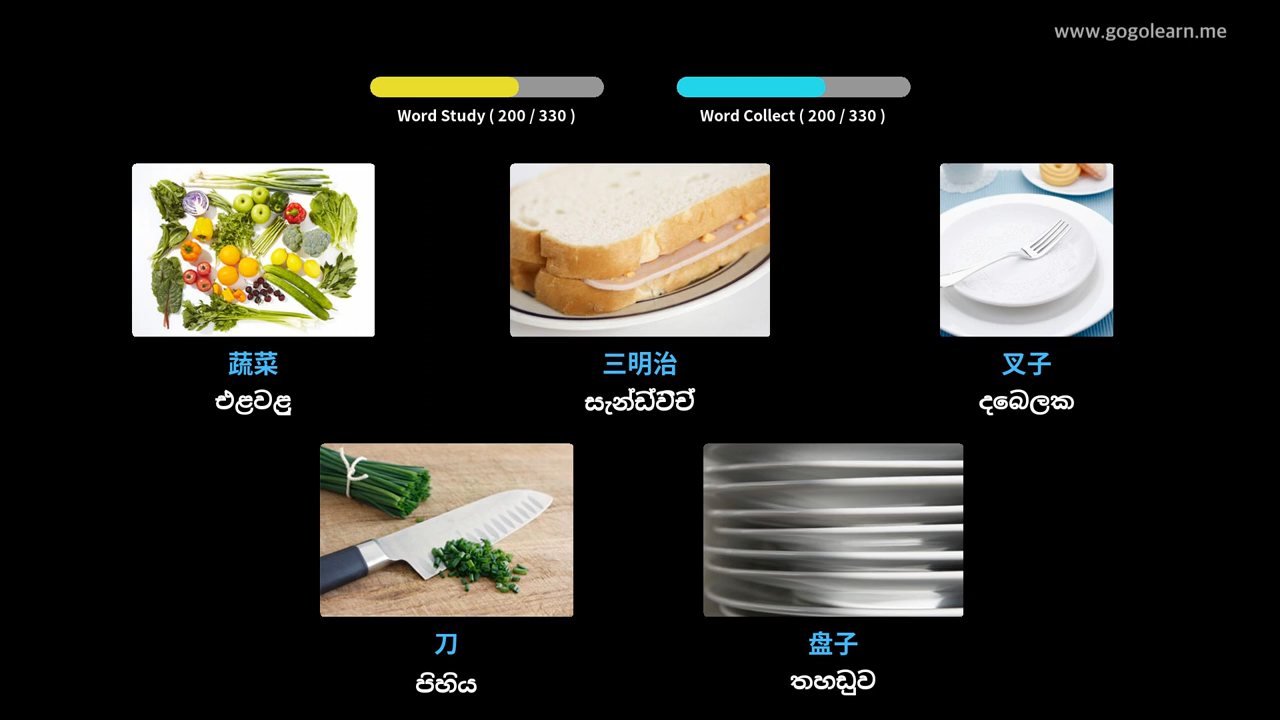 www.gogolearn.me
Word Study ( 200 / 330 )
Word Collect ( 200 / 330 )
蔬菜
එළවළු
三明治
සැන්ඩ්විච්
叉子
දබෙලක
刀
පිහිය
盘子
තහඩුව